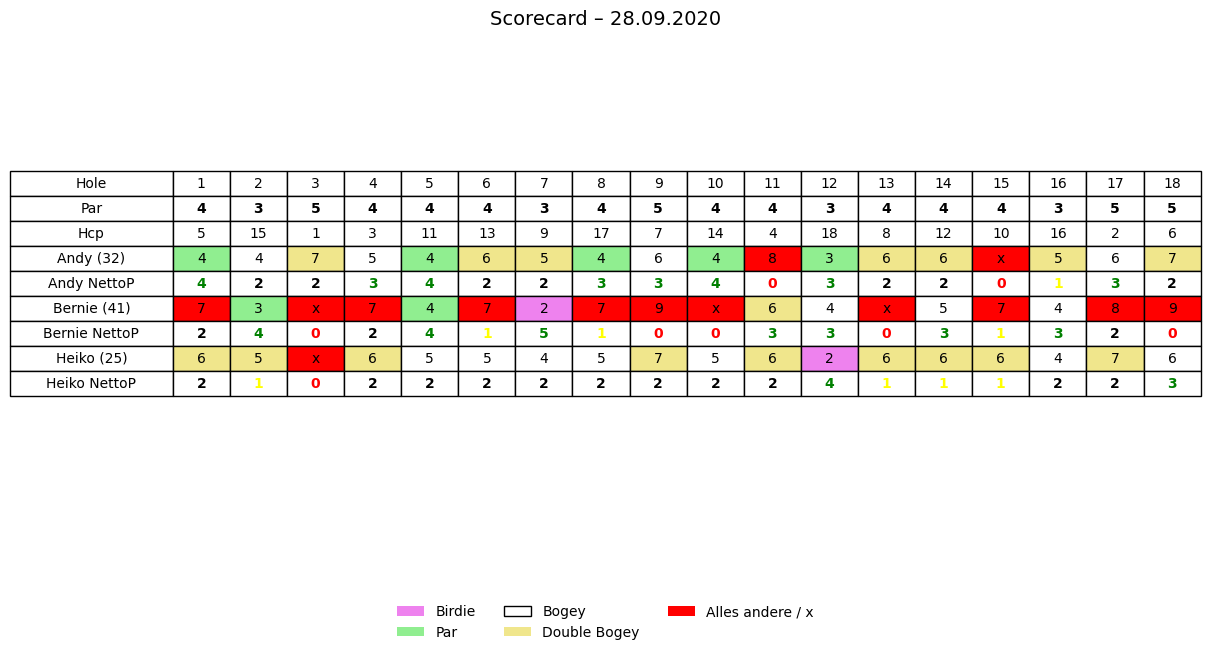 Scorecard – 28.09.2020
Hole 1 2 3 4 5 6 7 8 9 10 11 12 13 14 15 16 17 18
Par 4 3 5 4 4 4 3 4 5 4 4 3 4 4 4 3 5 5
Hcp 5 15 1 3 11 13 9 17 7 14 4 18 8 12 10 16 2 6
Andy (32) 4 4 7 5 4 6 5 4 6 4 8 3 6 6 x 5 6 7
Andy NettoP 4 2 2 3 4 2 2 3 3 4 0 3 2 2 0 1 3 2
Bernie (41) 7 3 x 7 4 7 2 7 9 x 6 4 x 5 7 4 8 9
Bernie NettoP 2 4 0 2 4 1 5 1 0 0 3 3 0 3 1 3 2 0
Heiko (25) 6 5 x 6 5 5 4 5 7 5 6 2 6 6 6 4 7 6
Heiko NettoP 2 1 0 2 2 2 2 2 2 2 2 4 1 1 1 2 2 3
Birdie Bogey Alles andere / x
Par Double Bogey